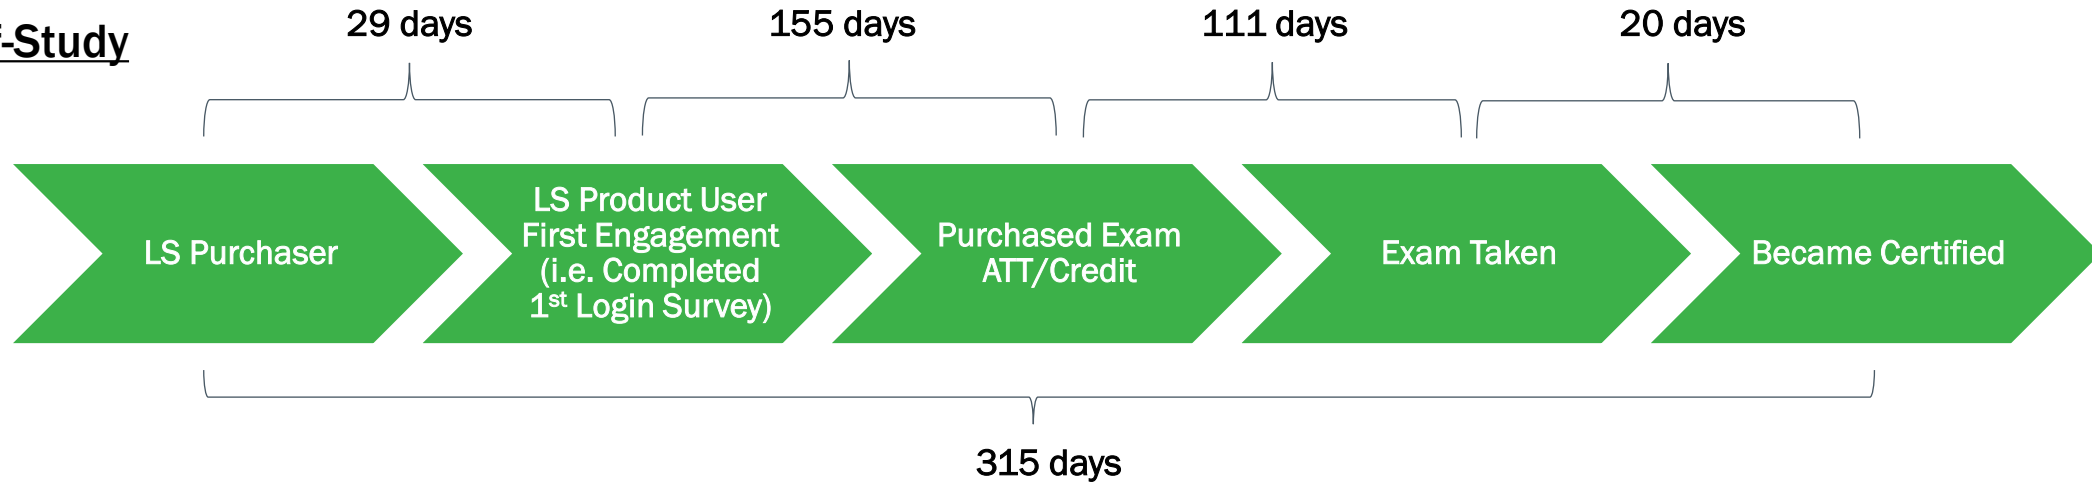 -Study
29 days
155 days
111 days
20 days
LS Purchaser
LS Product User
First Engagement
(i.e. Completed
1st Login Survey)
Purchased Exam
ATT/Credit
Exam Taken
Became Certified
315 days